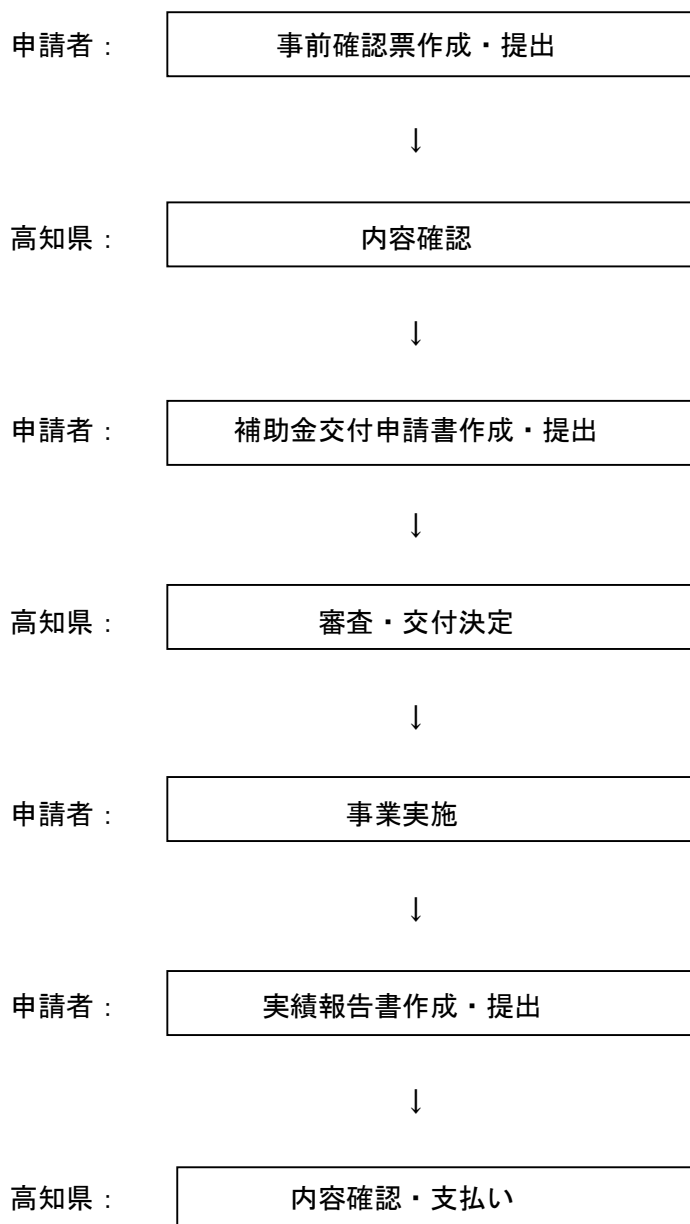 申請者：　事前確認票作成・提出
↓
高知県：　内容確認
↓
申請者：　補助金交付申請書作成・提出
↓
高知県：　審査・交付決定
↓
申請者：　事業実施
↓
申請者：　実績報告書作成・提出
↓
高知県：　内容確認・支払い